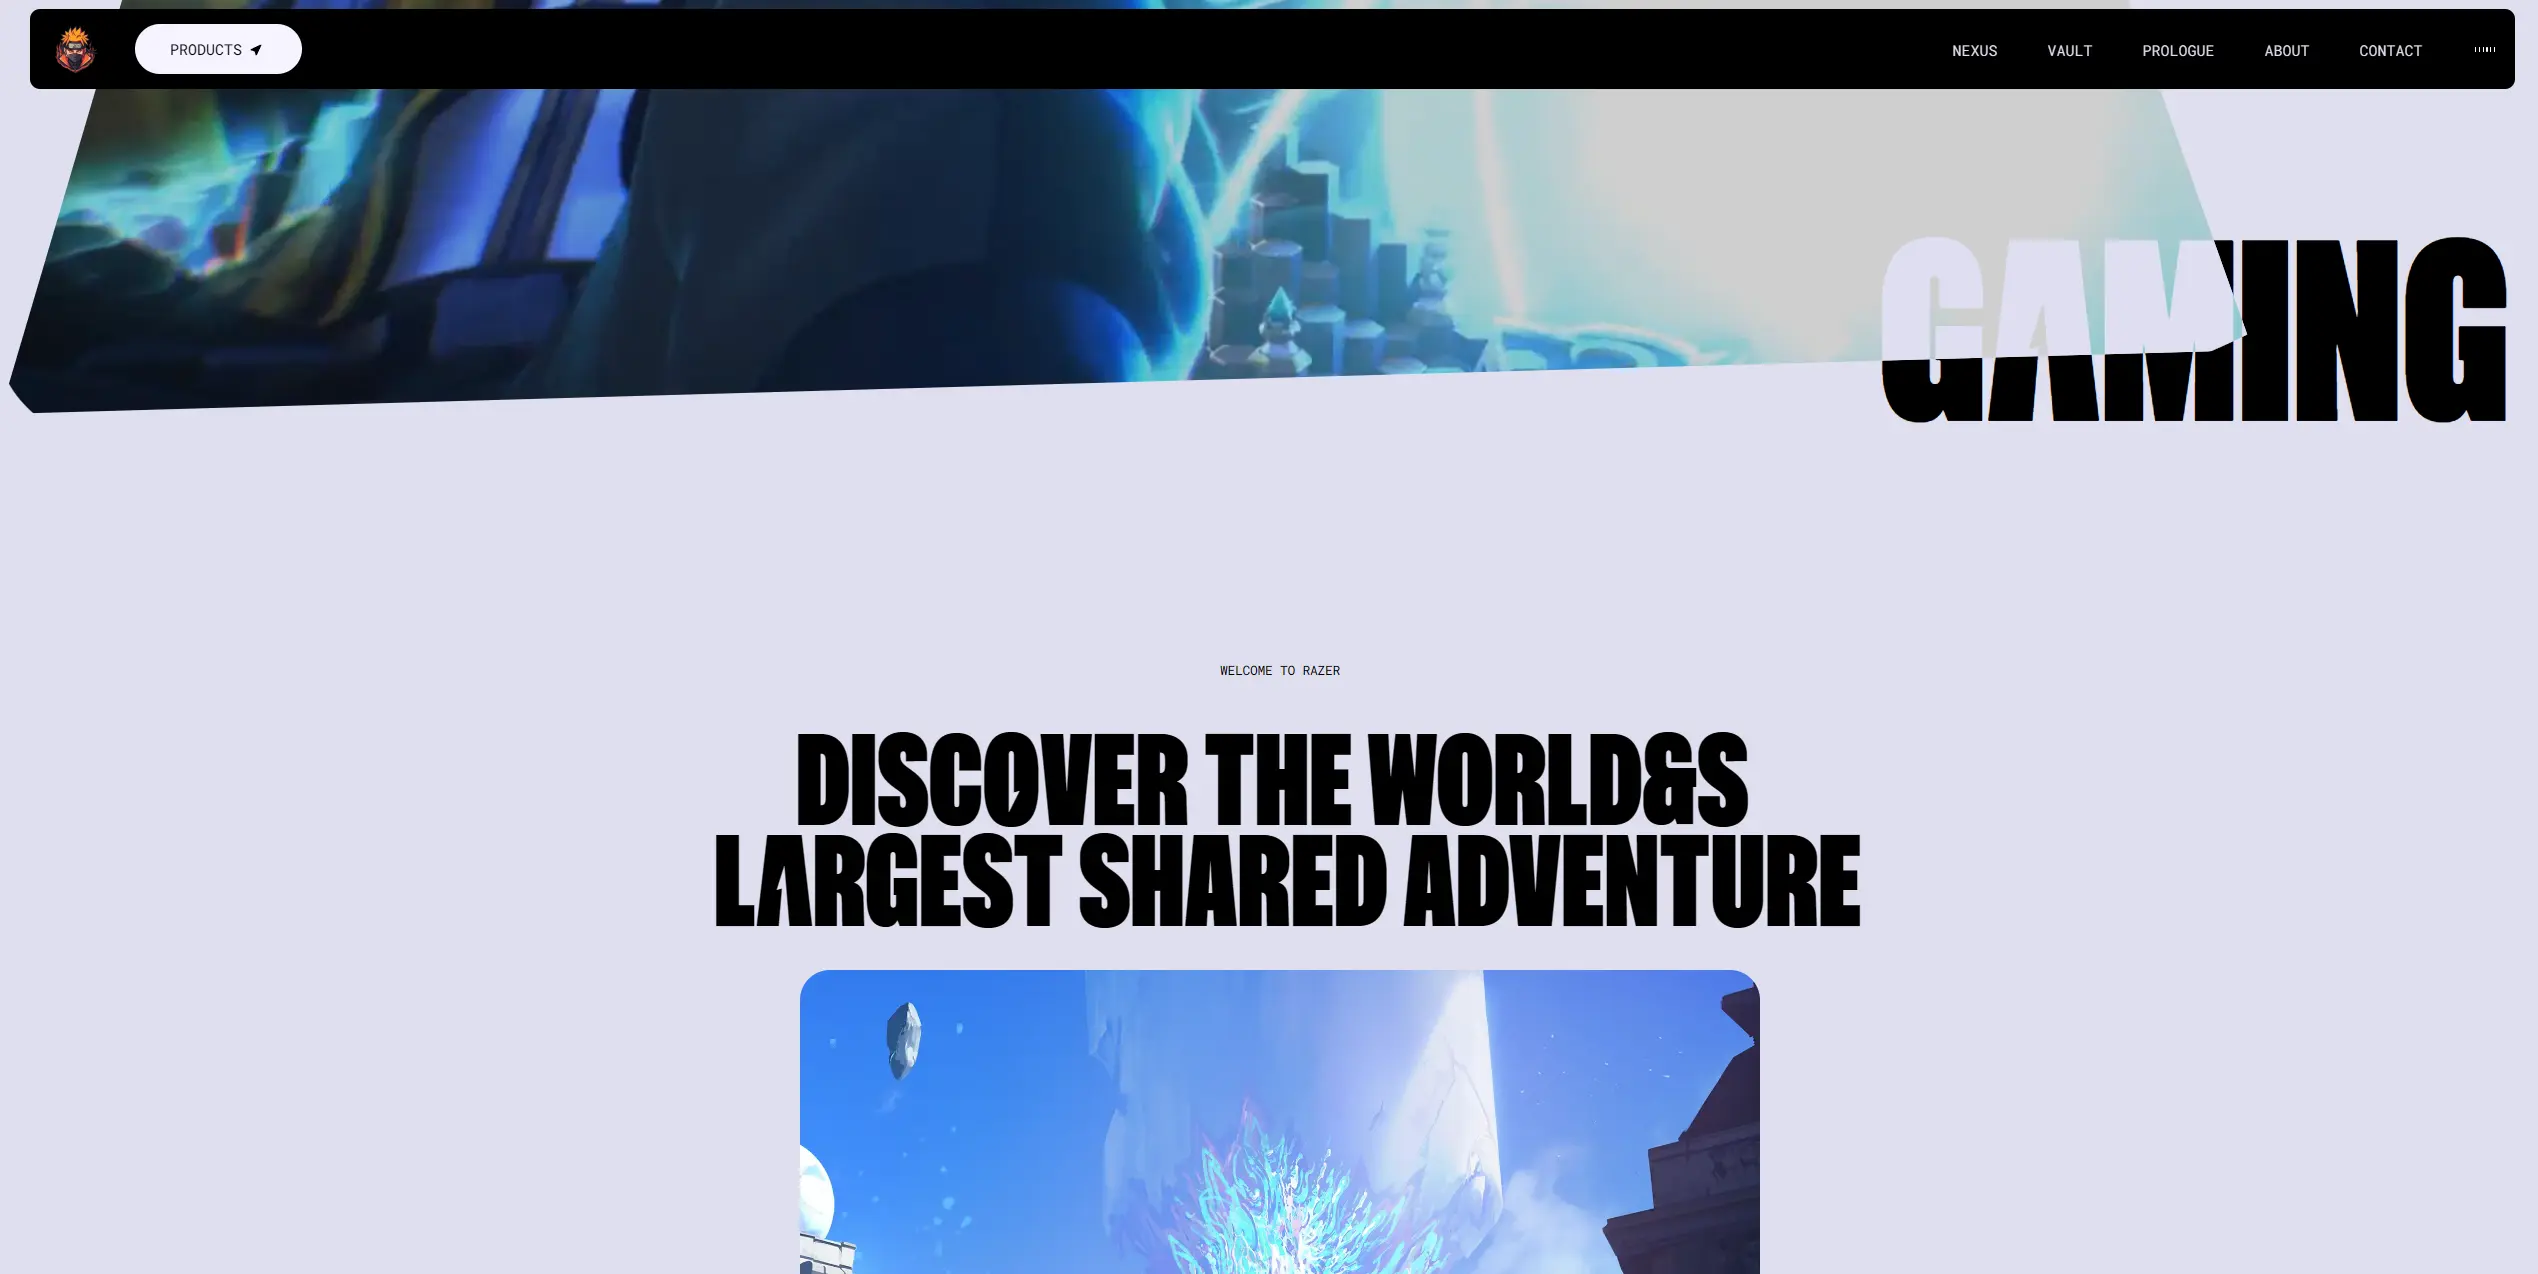 PRODUCTS
NEXUS
VAULT
PROLOGUE
ABOUT
CONTACT
GAMING
WELCOME TO RAZER
DISCOVER THE WORLD&S
LARGEST SHARED ADVENTURE